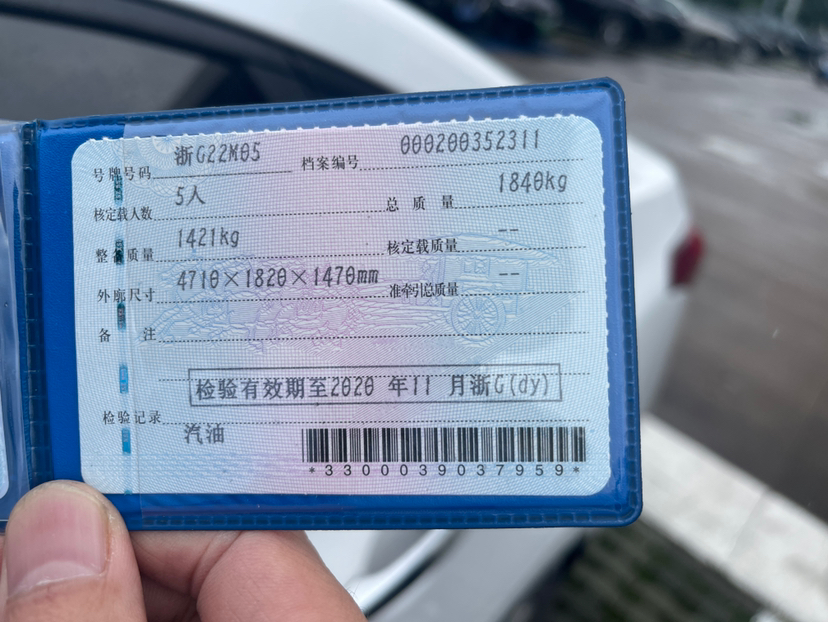 号牌号码 浙G22M05 档案编号 000200352311
核定载人数 5人 总质量 1840kg
整备质量 1421kg 核定载质量 --
外廓尺寸 4710×1820×1470mm 准牵引总质量 --
备注
检验有效期至2020年11月浙G(dy)
检验记录
汽油
*3300039037959*